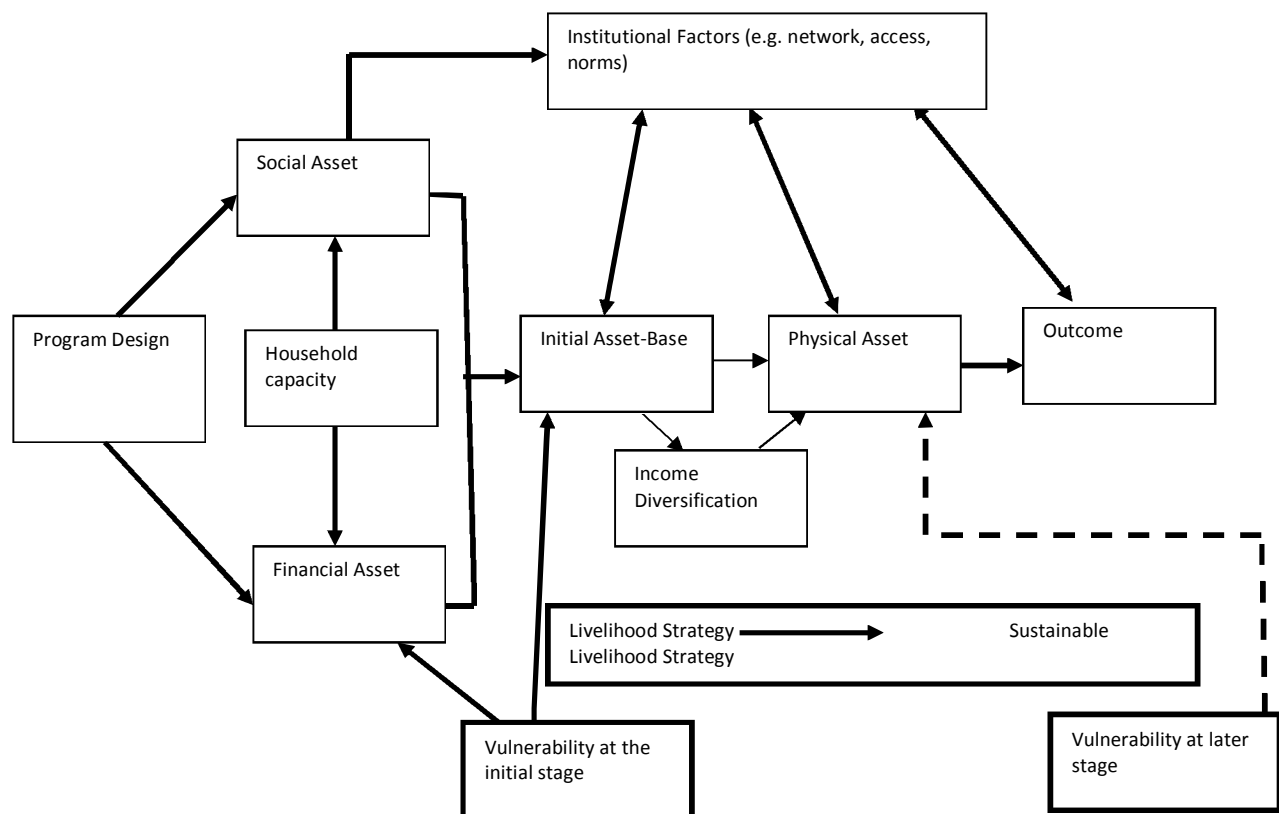 Institutional Factors (e.g. network, access,
norms)
Social Asset
Program Design
Household
capacity
Initial Asset-Base
Physical Asset
Outcome
Income
Diversification
Financial Asset
Livelihood Strategy Sustainable
Livelihood Strategy
Vulnerability at the
initial stage
Vulnerability at later
stage